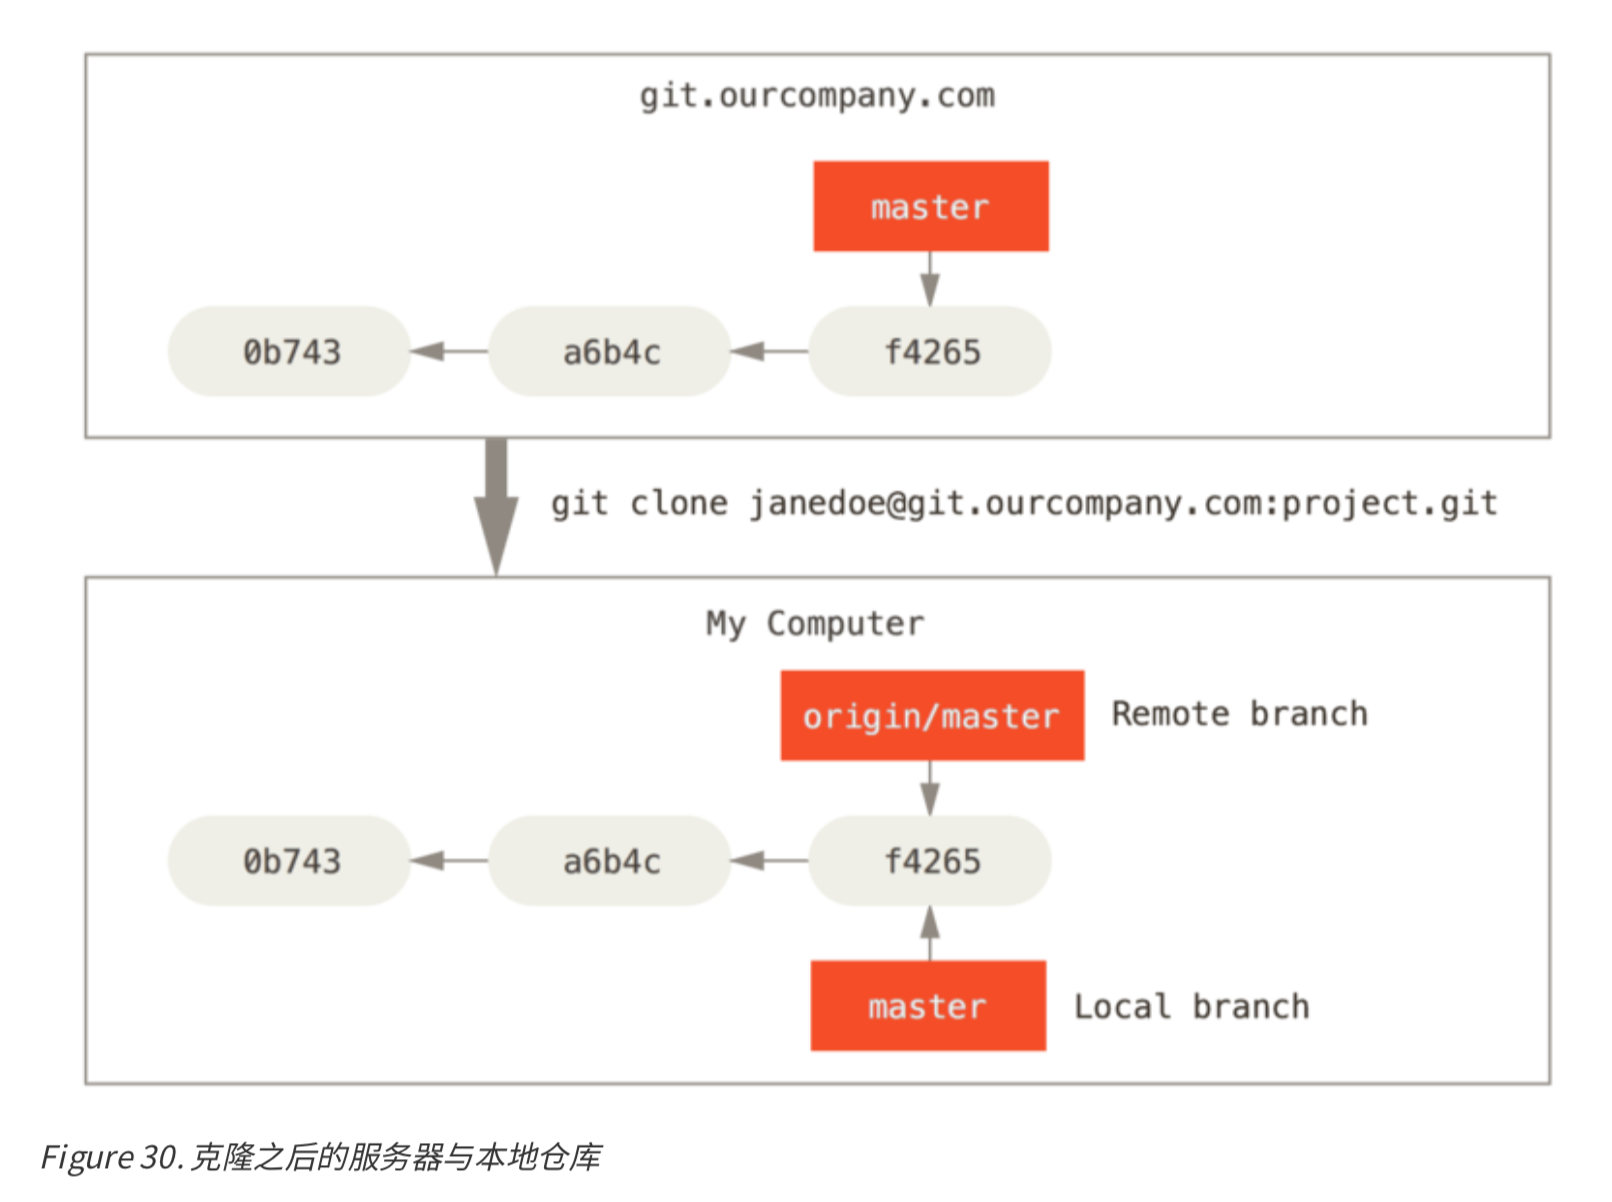 git.ourcompany.com
master
0b743
a6b4c
f4265
git clone janedoe@git.ourcompany.com:project.git
My Computer
origin/master
Remote branch
0b743
a6b4c
f4265
master
Local branch
Figure 30. 克隆之后的服务器与本地仓库